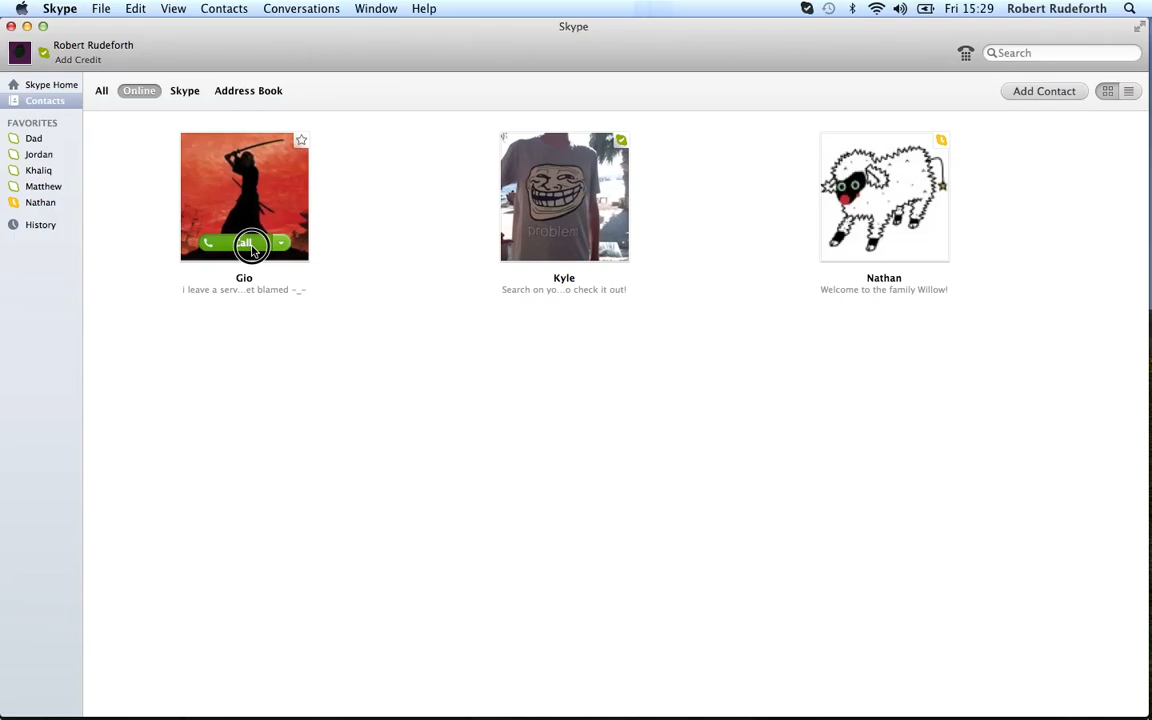 Skype File Edit View Contacts Conversations Window Help Fri 15:29 Robert Rudeforth
Skype
Robert Rudeforth
Add Credit
Search
Skype Home
Contacts
All Online Skype Address Book
Add Contact
FAVORITES
Dad
Jordan
Khaliq
Matthew
Nathan
History
problem
Call
Gio
i leave a serv...et blamed -_-
Kyle
Search on yo...o check it out!
Nathan
Welcome to the family Willow!